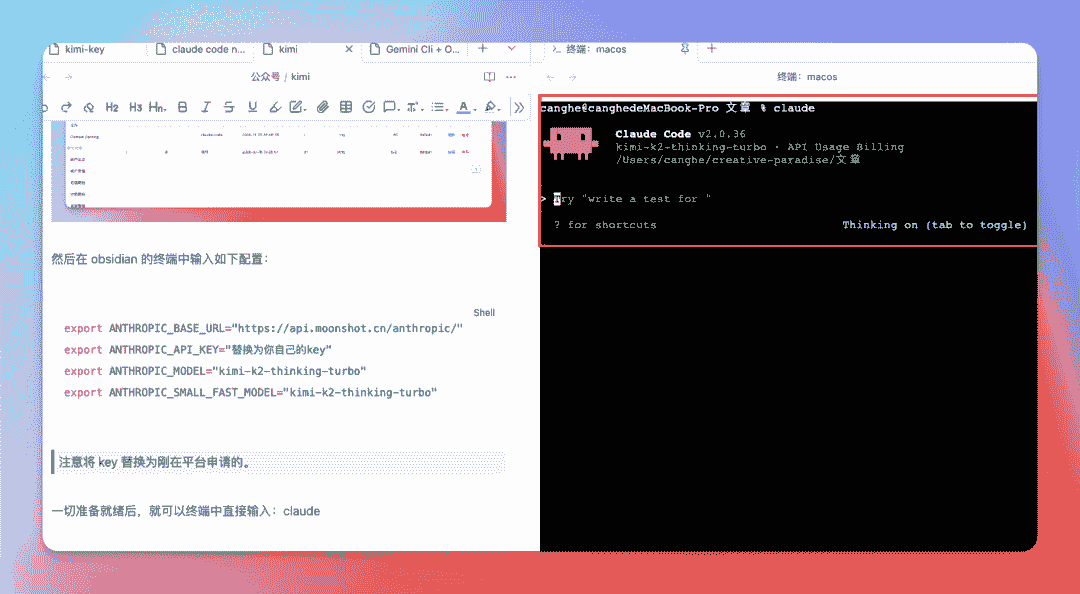 kimi-key
claude code n...
kimi
Gemini Cli + O...
终端：macos
公众号 / kimi
终端：macos
H2 H3 Hn B I S U A
canghe@canghedeMacBook-Pro 文章 % claude
Claude Code v2.0.36
kimi-k2-thinking-turbo · API Usage Billing
/Users/canghe/creative-paradise/文章
> Try "write a test for "
? for shortcuts
Thinking on (tab to toggle)
然后在 obsidian 的终端中输入如下配置：
Shell
export ANTHROPIC_BASE_URL="https://api.moonshot.cn/anthropic/"
export ANTHROPIC_API_KEY="替换为你自己的key"
export ANTHROPIC_MODEL="kimi-k2-thinking-turbo"
export ANTHROPIC_SMALL_FAST_MODEL="kimi-k2-thinking-turbo"
注意将 key 替换为刚在平台申请的。
一切准备就绪后，就可以终端中直接输入：claude